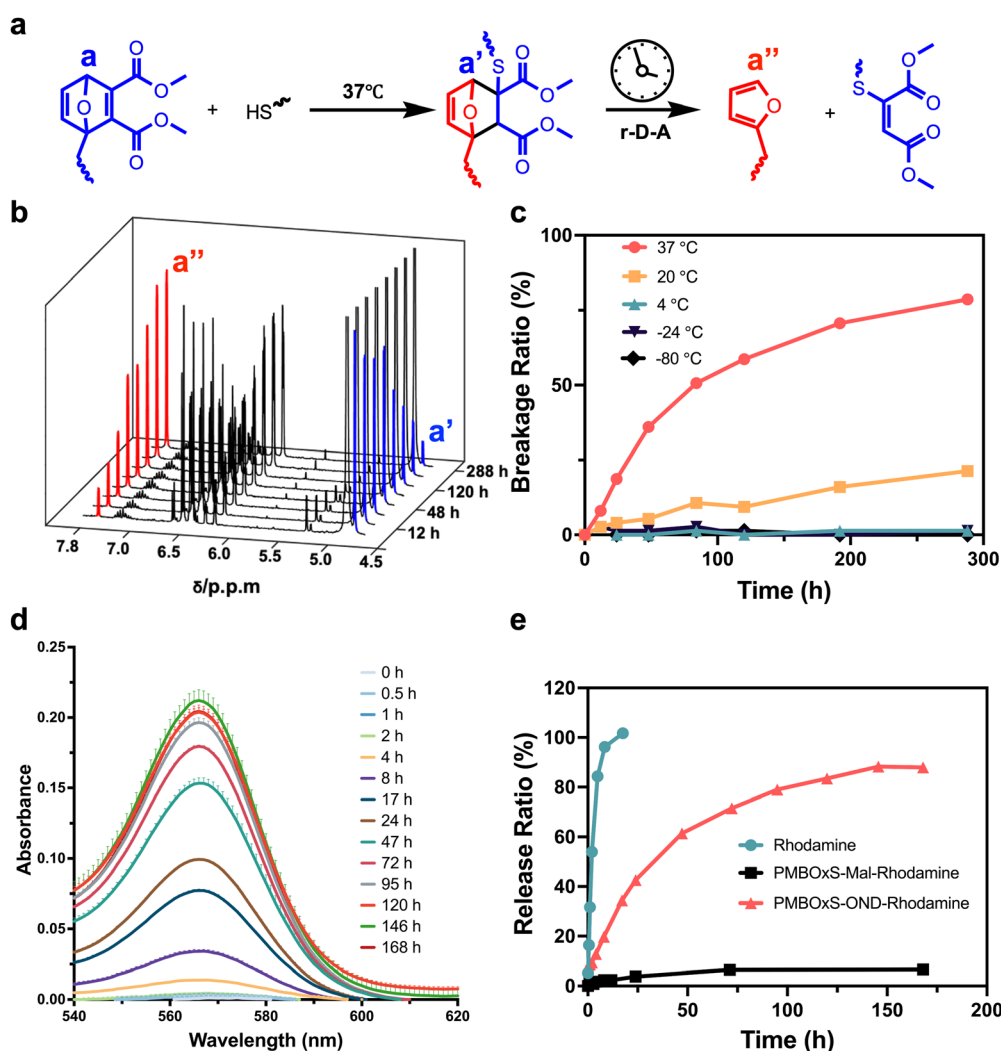 a
a
O
O
O
O
O
+
HS
37℃
S
a’
O
O
O
O
O
r-D-A
a’’
O
+
S
O
O
O
O
b
a’’
a’
288 h
120 h
48 h
12 h
7.8
7.0
6.5
6.0
5.5
5.0
4.5
δ/p.p.m
c
Breakage Ratio (%)
100
50
0
37 °C
20 °C
4 °C
-24 °C
-80 °C
0
100
200
300
Time (h)
d
Absorbance
0.25
0.20
0.15
0.10
0.05
0.00
0 h
0.5 h
1 h
2 h
4 h
8 h
17 h
24 h
47 h
72 h
95 h
120 h
146 h
168 h
540
560
580
600
620
Wavelength (nm)
e
Release Ratio (%)
120
100
80
60
40
20
0
Rhodamine
PMBOxS-Mal-Rhodamine
PMBOxS-OND-Rhodamine
0
50
100
150
200
Time (h)